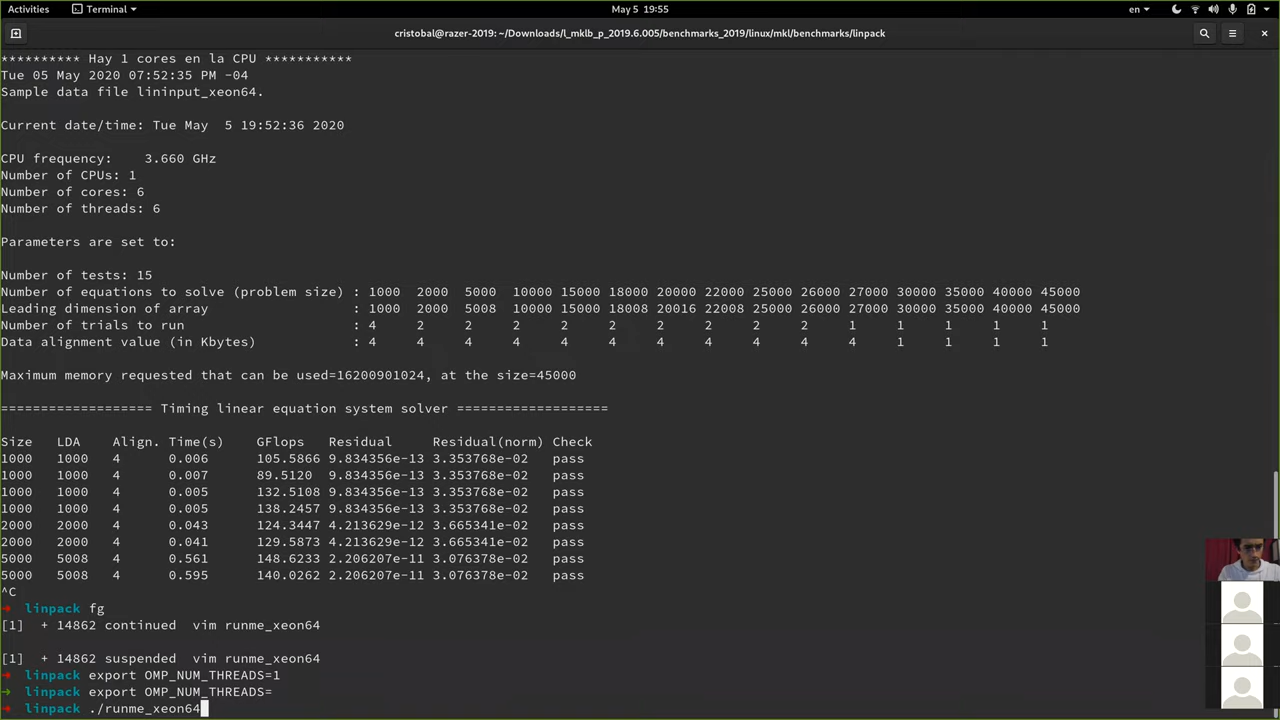 Activities Terminal May 5 19:55 en
cristobal@razer-2019: ~/Downloads/l_mklb_p_2019.6.005/benchmarks_2019/linux/mkl/benchmarks/linpack
********** Hay 1 cores en la CPU ***********
Tue 05 May 2020 07:52:35 PM -04
Sample data file lininput_xeon64.
Current date/time: Tue May  5 19:52:36 2020
CPU frequency:    3.660 GHz
Number of CPUs: 1
Number of cores: 6
Number of threads: 6
Parameters are set to:
Number of tests: 15
Number of equations to solve (problem size) : 1000  2000  5000  10000 15000 18000 20000 22000 25000 26000 27000 30000 35000 40000 45000
Leading dimension of array                  : 1000  2000  5008  10000 15000 18008 20016 22008 25000 26000 27000 30000 35000 40000 45000
Number of trials to run                     : 4     2     2     2     2     2     2     2     2     2     1     1     1     1     1
Data alignment value (in Kbytes)            : 4     4     4     4     4     4     4     4     4     4     4     1     1     1     1
Maximum memory requested that can be used=16200901024, at the size=45000
=================== Timing linear equation system solver ===================
Size   LDA    Align. Time(s)    GFlops   Residual     Residual(norm) Check
1000   1000   4      0.006      105.5866 9.834356e-13 3.353768e-02   pass
1000   1000   4      0.007      89.5120  9.834356e-13 3.353768e-02   pass
1000   1000   4      0.005      132.5108 9.834356e-13 3.353768e-02   pass
1000   1000   4      0.005      138.2457 9.834356e-13 3.353768e-02   pass
2000   2000   4      0.043      124.3447 4.213629e-12 3.665341e-02   pass
2000   2000   4      0.041      129.5873 4.213629e-12 3.665341e-02   pass
5000   5008   4      0.561      148.6233 2.206207e-11 3.076378e-02   pass
5000   5008   4      0.595      140.0262 2.206207e-11 3.076378e-02   pass
^C
➜  linpack fg
[1]  + 14862 continued  vim runme_xeon64
[1]  + 14862 suspended  vim runme_xeon64
➜  linpack export OMP_NUM_THREADS=1
➜  linpack export OMP_NUM_THREADS=
➜  linpack ./runme_xeon64